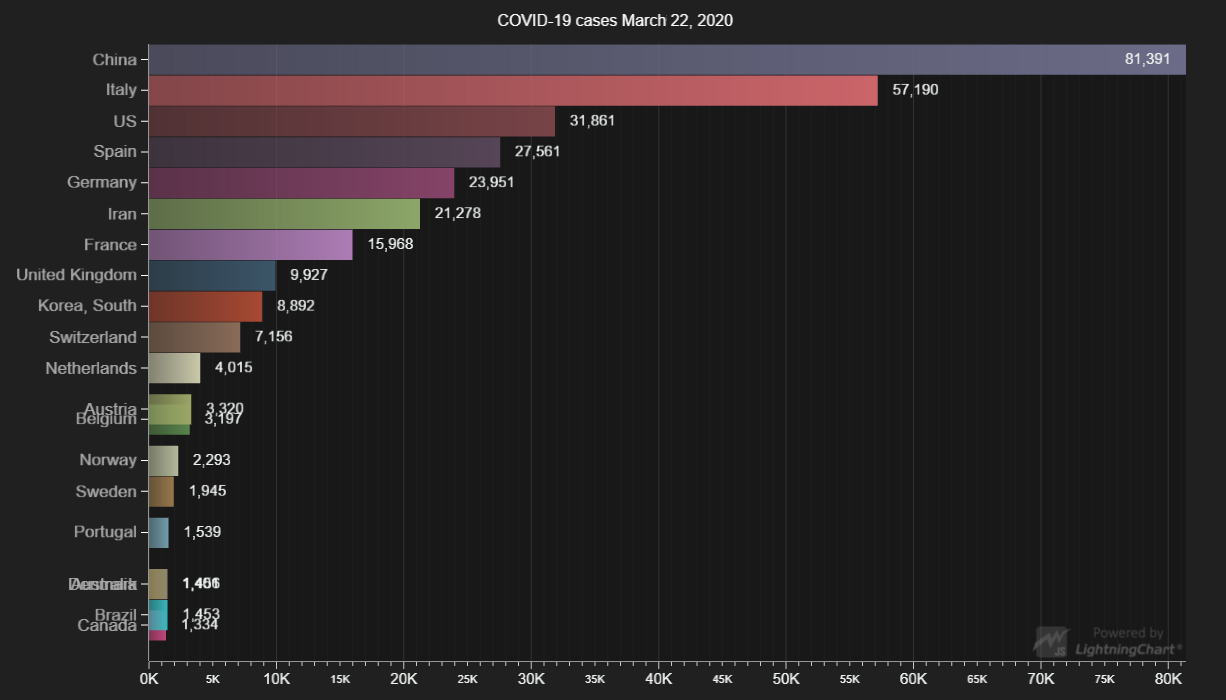 COVID-19 cases March 22, 2020
China 81,391
Italy 57,190
US 31,861
Spain 27,561
Germany 23,951
Iran 21,278
France 15,968
United Kingdom 9,927
Korea, South 8,892
Switzerland 7,156
Netherlands 4,015
Austria 3,320
Belgium 3,197
Norway 2,293
Sweden 1,945
Portugal 1,539
Brazil 1,453
Canada 1,334
Powered by
JS LightningChart®
0K 5K 10K 15K 20K 25K 30K 35K 40K 45K 50K 55K 60K 65K 70K 75K 80K